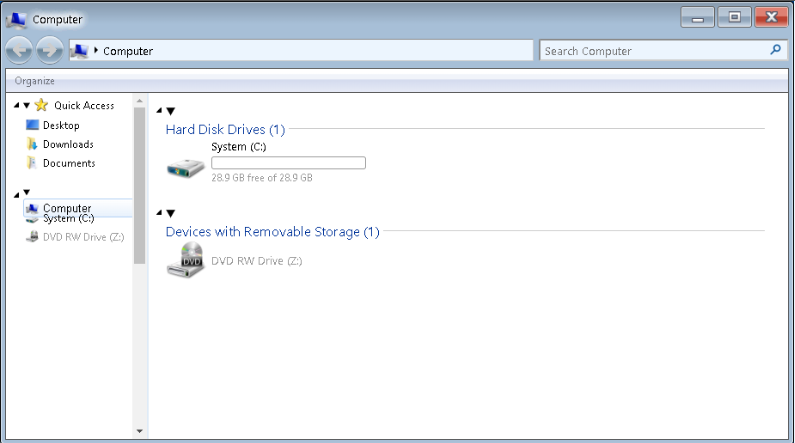 Computer
Computer
Search Computer
Organize
Quick Access
Desktop
Downloads
Documents
Computer
System (C:)
DVD RW Drive (Z:)
Hard Disk Drives (1)
System (C:)
28.9 GB free of 28.9 GB
Devices with Removable Storage (1)
DVD
DVD RW Drive (Z:)